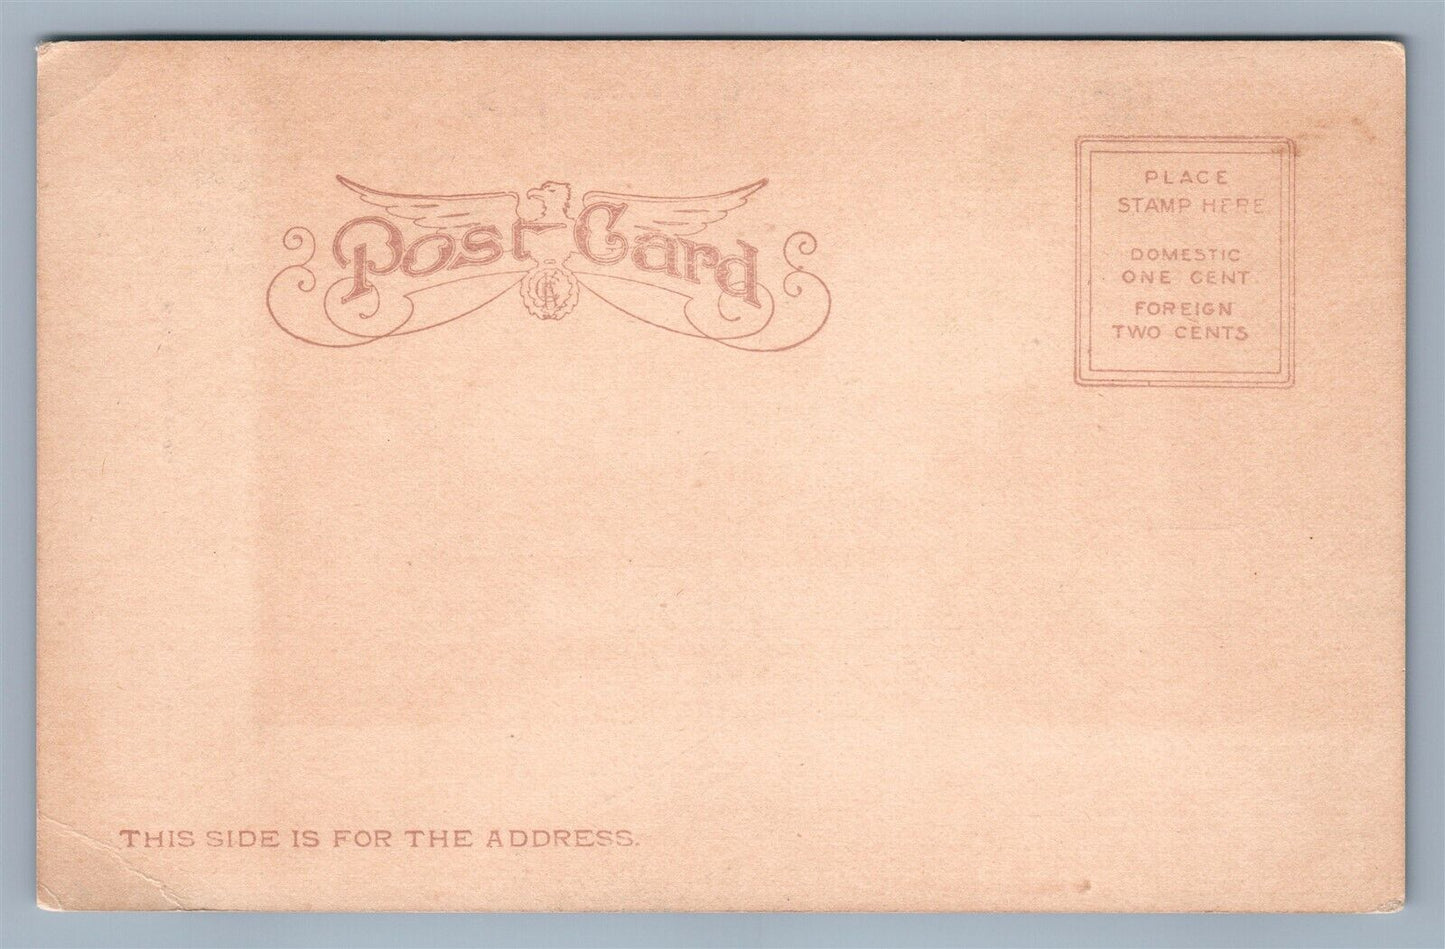 Post Card
PLACE
STAMP HERE
DOMESTIC
ONE CENT
FOREIGN
TWO CENTS
THIS SIDE IS FOR THE ADDRESS.